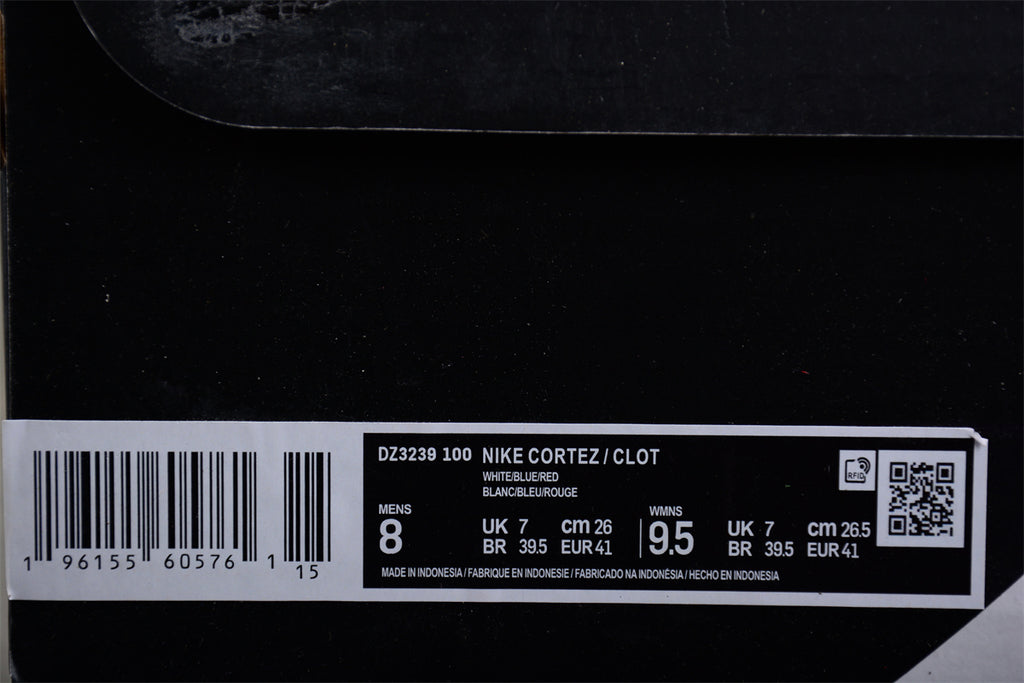 DZ3239 100 NIKE CORTEZ / CLOT
WHITE/BLUE/RED
BLANC/BLEU/ROUGE
MENS
8
UK 7 cm 26
BR 39.5 EUR 41
WMNS
9.5
UK 7 cm 26.5
BR 39.5 EUR 41
MADE IN INDONESIA / FABRIQUE EN INDONESIE / FABRICADO NA INDONÉSIA / HECHO EN INDONESIA
RFID
1 96155 60576 1
15